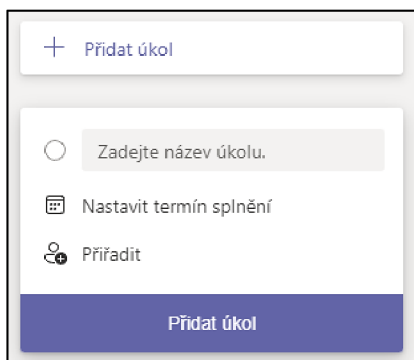 Přidat úkol
Zadejte název úkolu.
Nastavit termín splnění
Přiřadit
Přidat úkol